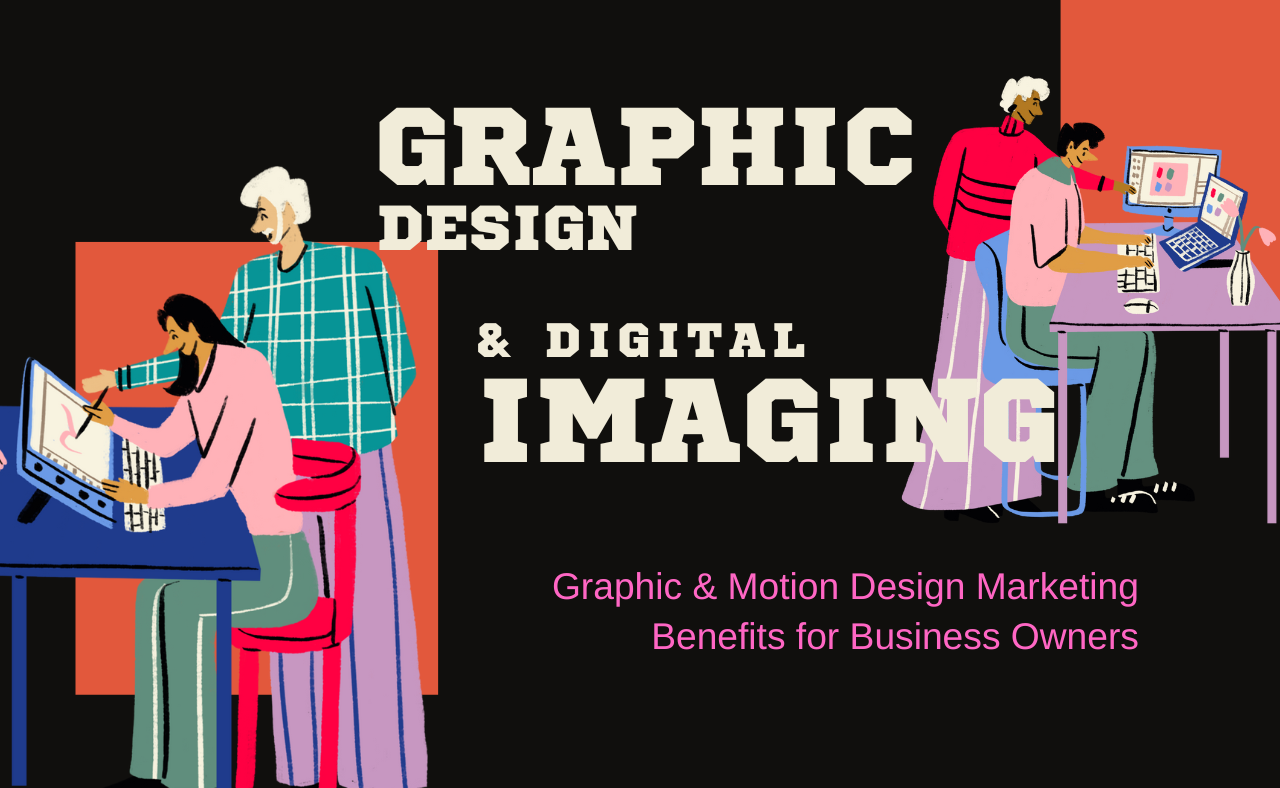 GRAPHIC
DESIGN
& DIGITAL
IMAGING
Graphic & Motion Design Marketing
Benefits for Business Owners